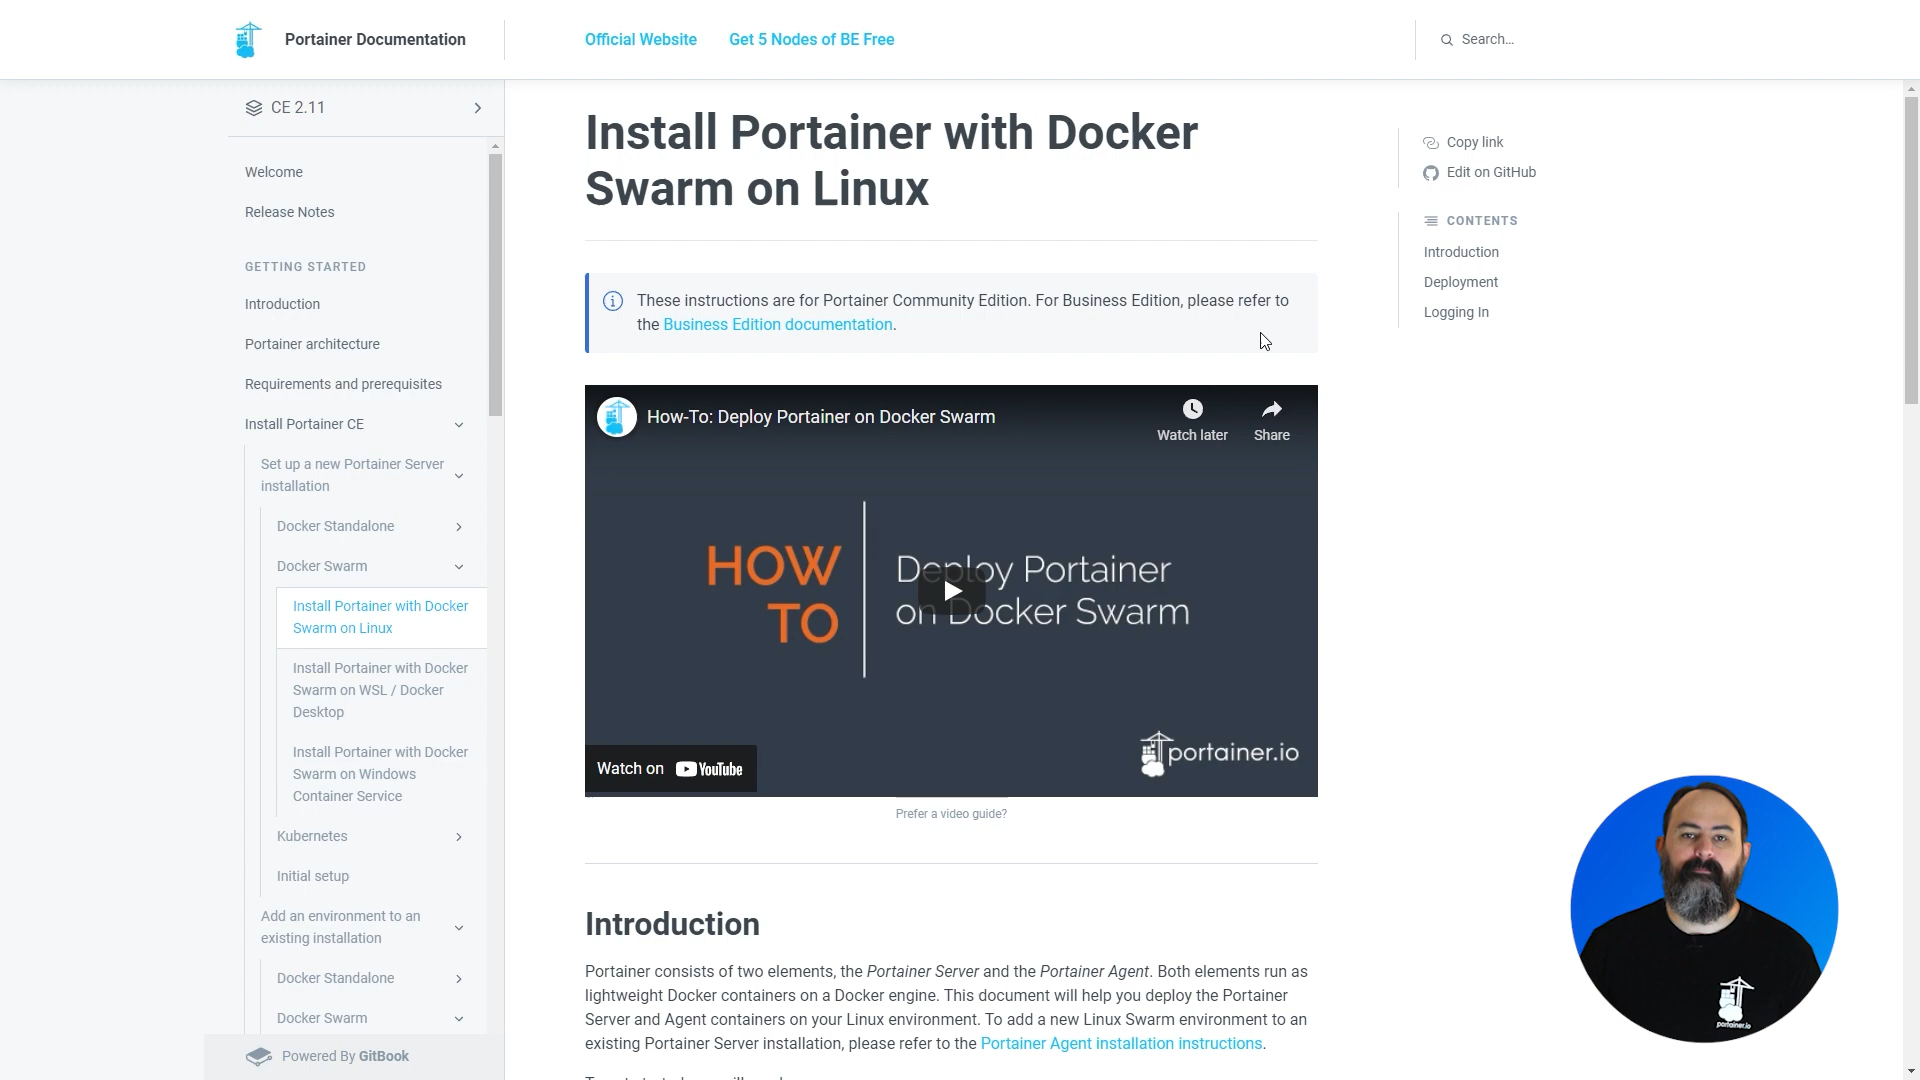 Portainer Documentation
Official Website
Get 5 Nodes of BE Free
Search...
CE 2.11
Welcome
Release Notes
GETTING STARTED
Introduction
Portainer architecture
Requirements and prerequisites
Install Portainer CE
Set up a new Portainer Server
installation
Docker Standalone
Docker Swarm
Install Portainer with Docker
Swarm on Linux
Install Portainer with Docker
Swarm on WSL / Docker
Desktop
Install Portainer with Docker
Swarm on Windows
Container Service
Kubernetes
Initial setup
Add an environment to an
existing installation
Docker Standalone
Docker Swarm
Powered By GitBook
Install Portainer with Docker
Swarm on Linux
These instructions are for Portainer Community Edition. For Business Edition, please refer to
the Business Edition documentation.
How-To: Deploy Portainer on Docker Swarm
Watch later
Share
HOW
TO
Deploy Portainer
on Docker Swarm
portainer.io
Watch on YouTube
Prefer a video guide?
Introduction
Portainer consists of two elements, the Portainer Server and the Portainer Agent. Both elements run as
lightweight Docker containers on a Docker engine. This document will help you deploy the Portainer
Server and Agent containers on your Linux environment. To add a new Linux Swarm environment to an
existing Portainer Server installation, please refer to the Portainer Agent installation instructions.
Copy link
Edit on GitHub
CONTENTS
Introduction
Deployment
Logging In
portainer.io